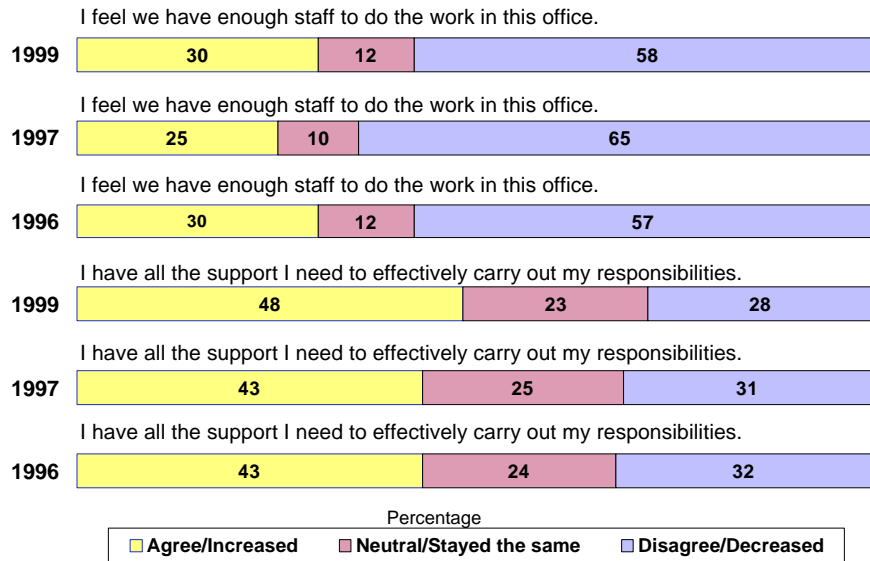 I feel we have enough staff to do the work in this office.
1999 30 12 58
I feel we have enough staff to do the work in this office.
1997 25 10 65
I feel we have enough staff to do the work in this office.
1996 30 12 57
I have all the support I need to effectively carry out my responsibilities.
1999 48 23 28
I have all the support I need to effectively carry out my responsibilities.
1997 43 25 31
I have all the support I need to effectively carry out my responsibilities.
1996 43 24 32
Percentage
Agree/Increased Neutral/Stayed the same Disagree/Decreased